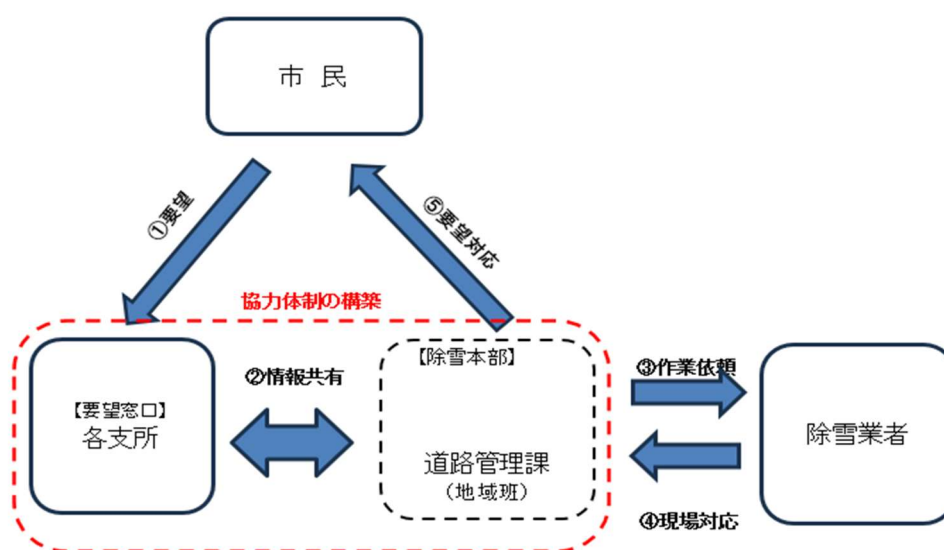 市 民
①要望
⑤要望対応
協力体制の構築
【要望窓口】
各支所
②情報共有
【除雪本部】
道路管理課
（地域班）
③作業依頼
④現場対応
除雪業者